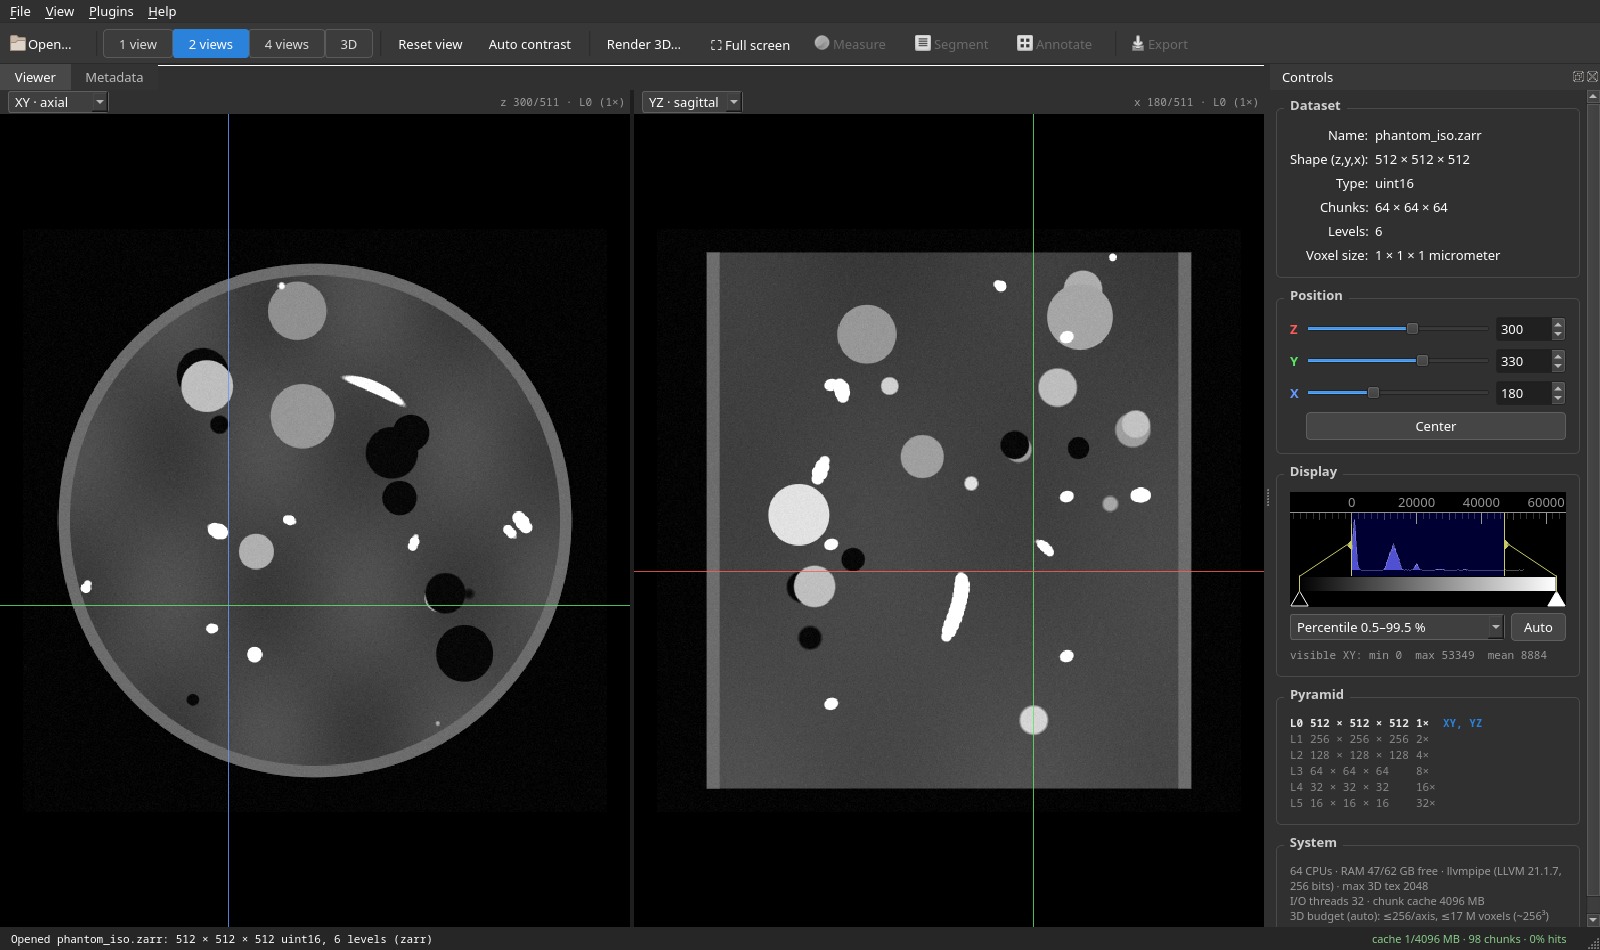 File View Plugins Help
Open... 1 view 2 views 4 views 3D Reset view Auto contrast Render 3D... Full screen Measure Segment Annotate Export
Viewer Metadata
XY · axial z 300/511 · L0 (1×)
YZ · sagittal x 180/511 · L0 (1×)
Controls
Dataset
Name: phantom_iso.zarr
Shape (z,y,x): 512 × 512 × 512
Type: uint16
Chunks: 64 × 64 × 64
Levels: 6
Voxel size: 1 × 1 × 1 micrometer
Position
Z 300
Y 330
X 180
Center
Display
0 20000 40000 60000
Percentile 0.5–99.5 % Auto
visible XY: min 0 max 53349 mean 8884
Pyramid
L0 512 × 512 × 512 1× XY, YZ
L1 256 × 256 × 256 2×
L2 128 × 128 × 128 4×
L3 64 × 64 × 64 8×
L4 32 × 32 × 32 16×
L5 16 × 16 × 16 32×
System
64 CPUs · RAM 47/62 GB free · llvmpipe (LLVM 21.1.7,
256 bits) · max 3D tex 2048
I/O threads 32 · chunk cache 4096 MB
3D budget (auto): ≤256/axis, ≤17 M voxels (~256³)
Opened phantom_iso.zarr: 512 × 512 × 512 uint16, 6 levels (zarr)
cache 1/4096 MB · 98 chunks · 0% hits